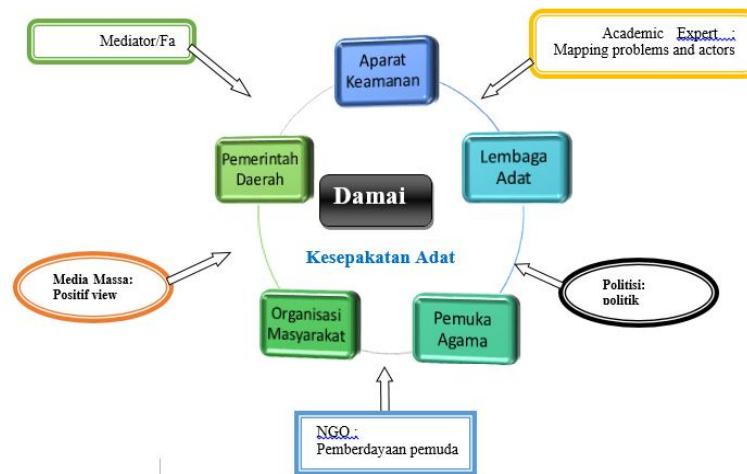 Mediator/Fa
Academic Expert :
Mapping problems and actors
Aparat
Keamanan
Pemerintah
Daerah
Lembaga
Adat
Damai
Kesepakatan Adat
Media Massa:
Positif view
Politisi:
politik
Organisasi
Masyarakat
Pemuka
Agama
NGO :
Pemberdayaan pemuda